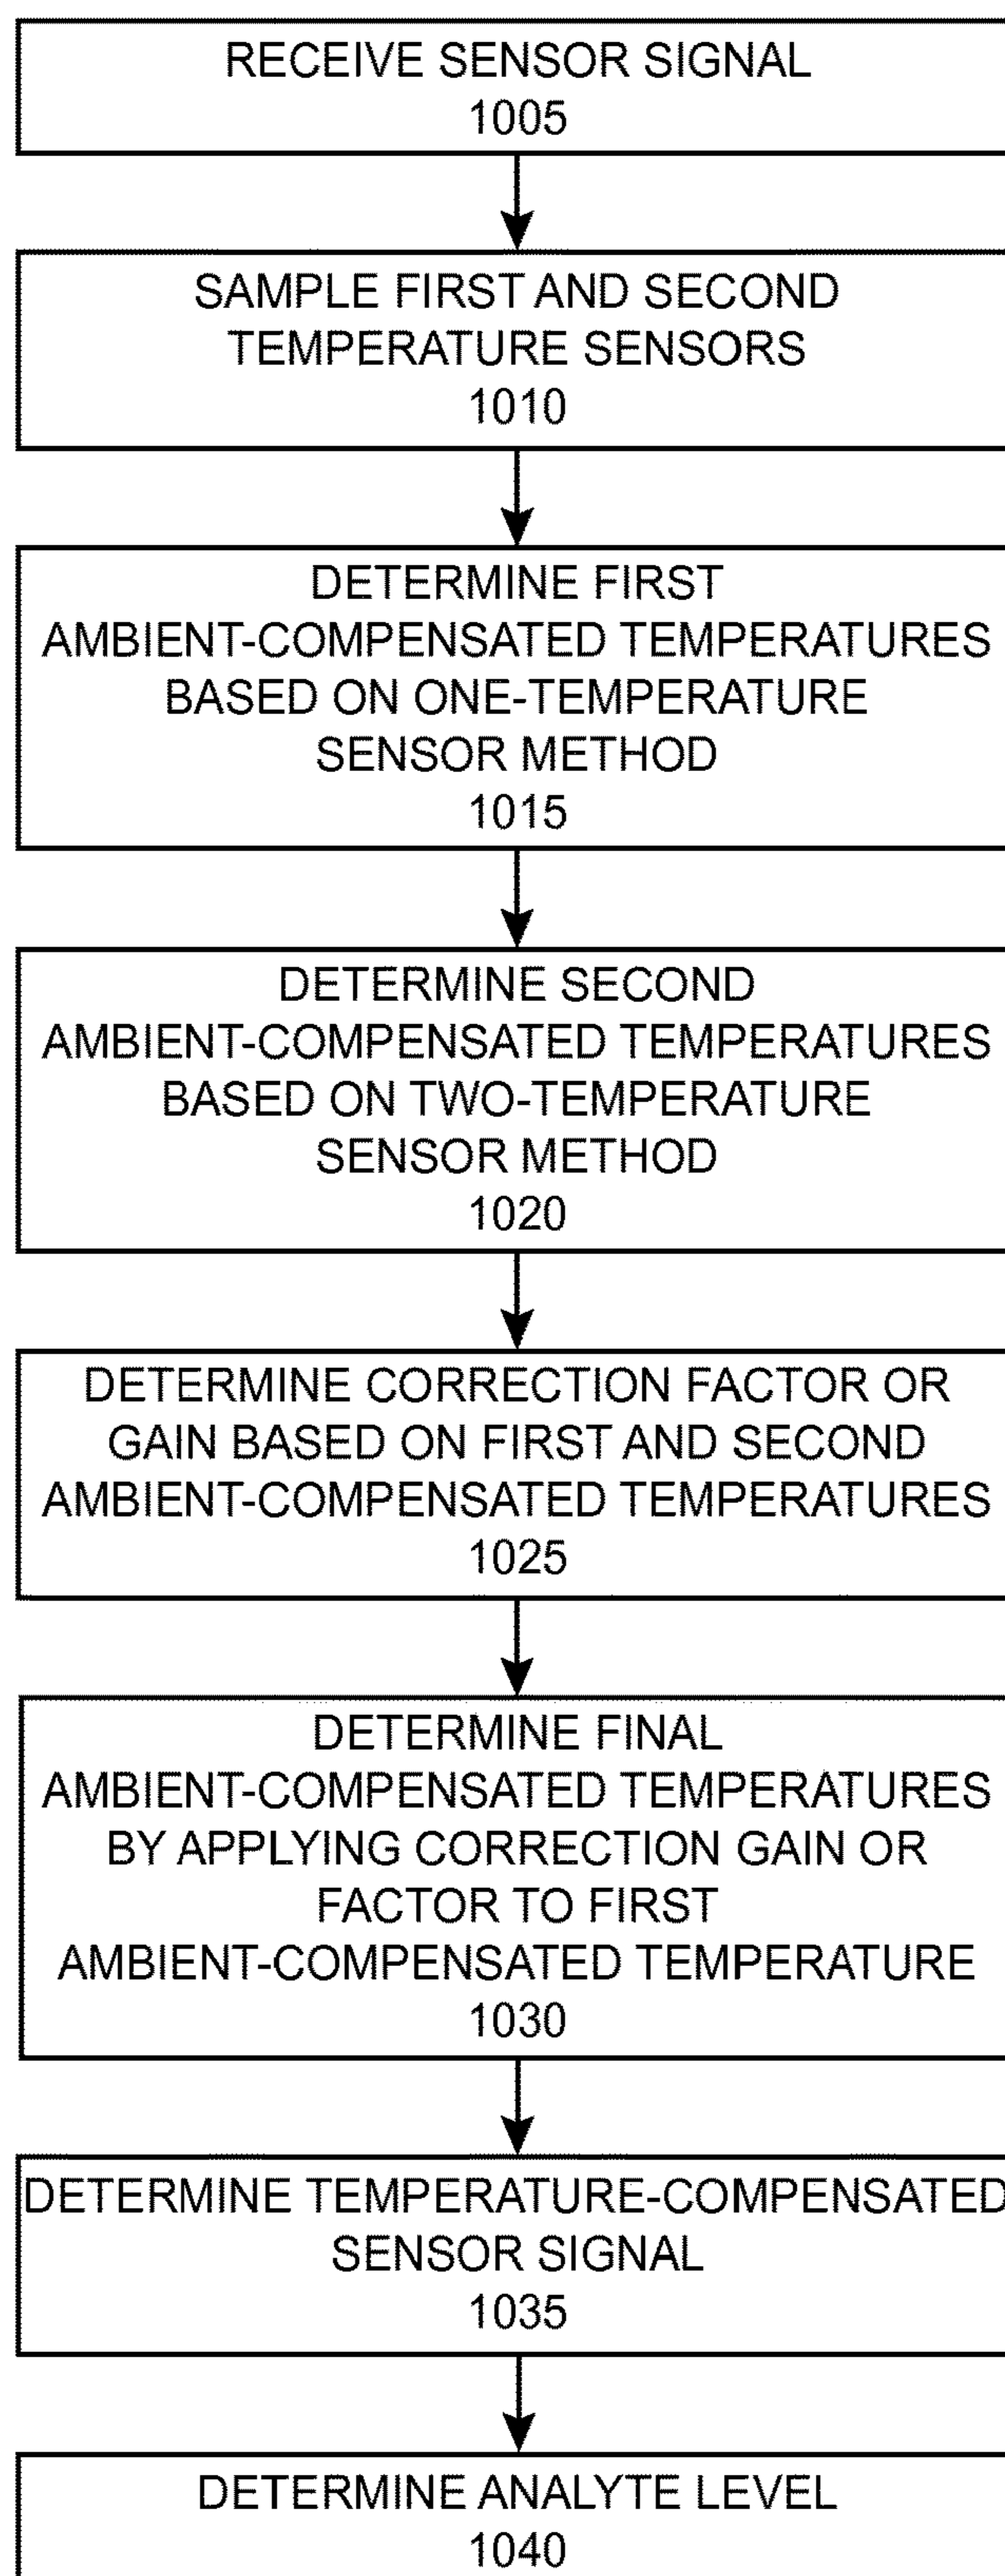 RECEIVE SENSOR SIGNAL
1005
SAMPLE FIRST AND SECOND
TEMPERATURE SENSORS
1010
DETERMINE FIRST
AMBIENT-COMPENSATED TEMPERATURES
BASED ON ONE-TEMPERATURE
SENSOR METHOD
1015
DETERMINE SECOND
AMBIENT-COMPENSATED TEMPERATURES
BASED ON TWO-TEMPERATURE
SENSOR METHOD
1020
DETERMINE CORRECTION FACTOR OR
GAIN BASED ON FIRST AND SECOND
AMBIENT-COMPENSATED TEMPERATURES
1025
DETERMINE FINAL
AMBIENT-COMPENSATED TEMPERATURES
BY APPLYING CORRECTION GAIN OR
FACTOR TO FIRST
AMBIENT-COMPENSATED TEMPERATURE
1030
DETERMINE TEMPERATURE-COMPENSATED
SENSOR SIGNAL
1035
DETERMINE ANALYTE LEVEL
1040